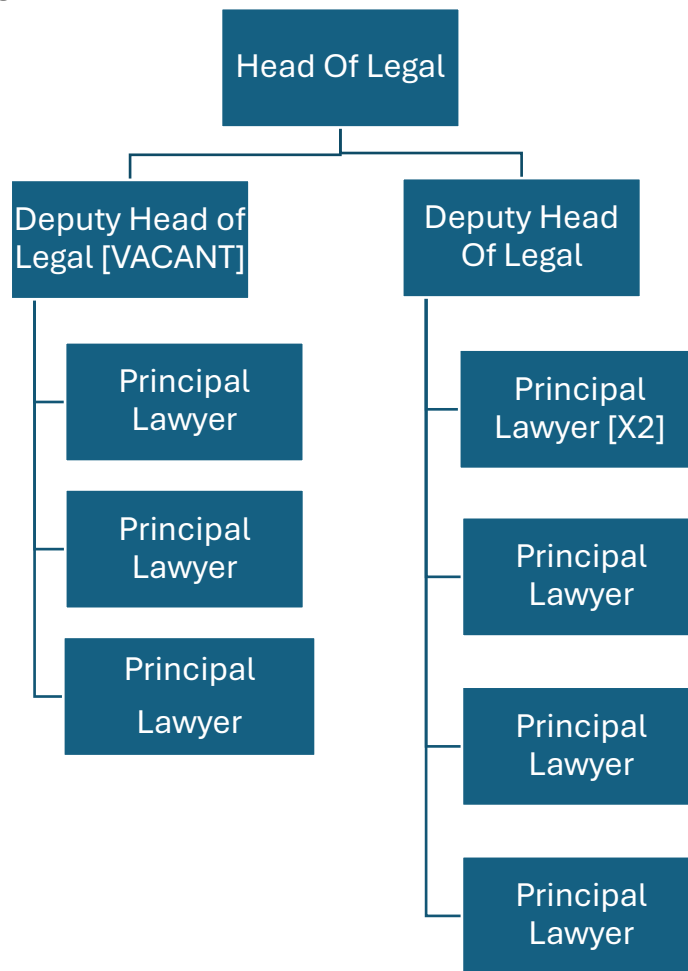 Head Of Legal
Deputy Head of
Legal [VACANT]
Principal
Lawyer
Principal
Lawyer
Principal
Lawyer
Deputy Head
Of Legal
Principal
Lawyer [X2]
Principal
Lawyer
Principal
Lawyer
Principal
Lawyer